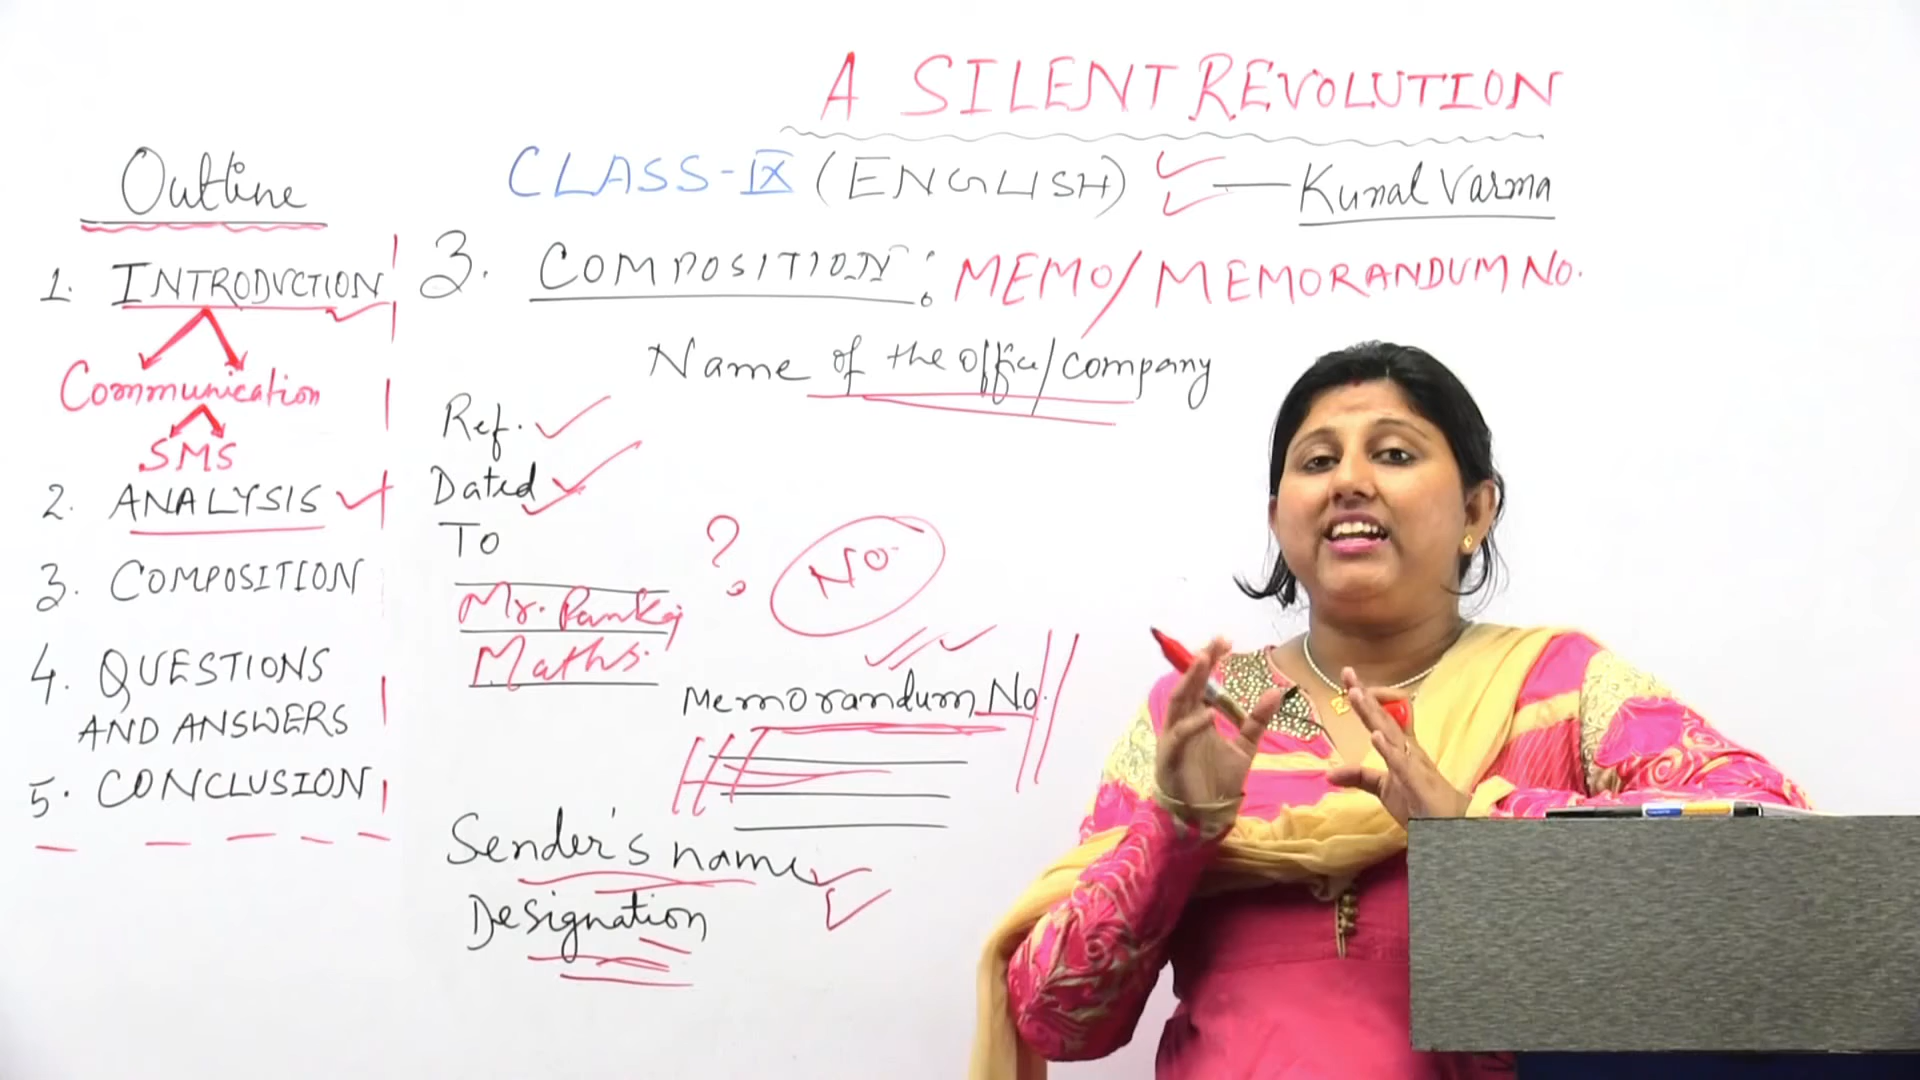 A SILENT REVOLUTION
CLASS-IX (ENGLISH) — Kunal Varma
Outline
1. INTRODUCTION
Communication
SMS
2. ANALYSIS
3. COMPOSITION
4. QUESTIONS
AND ANSWERS
5. CONCLUSION
3. COMPOSITION: MEMO/MEMORANDUM NO.
Name of the office/company
Ref.
Dated
To
Mr. Pankaj
Maths.
?
NO
Memorandum No.
Sender's name
Designation